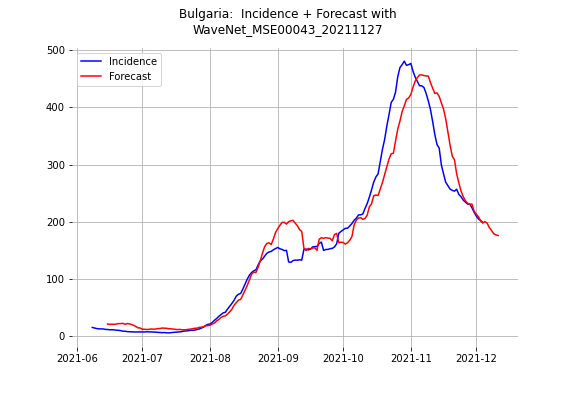 Bulgaria:  Incidence + Forecast with
WaveNet_MSE00043_20211127
500
400
300
200
100
0
Incidence
Forecast
2021-06 2021-07 2021-08 2021-09 2021-10 2021-11 2021-12